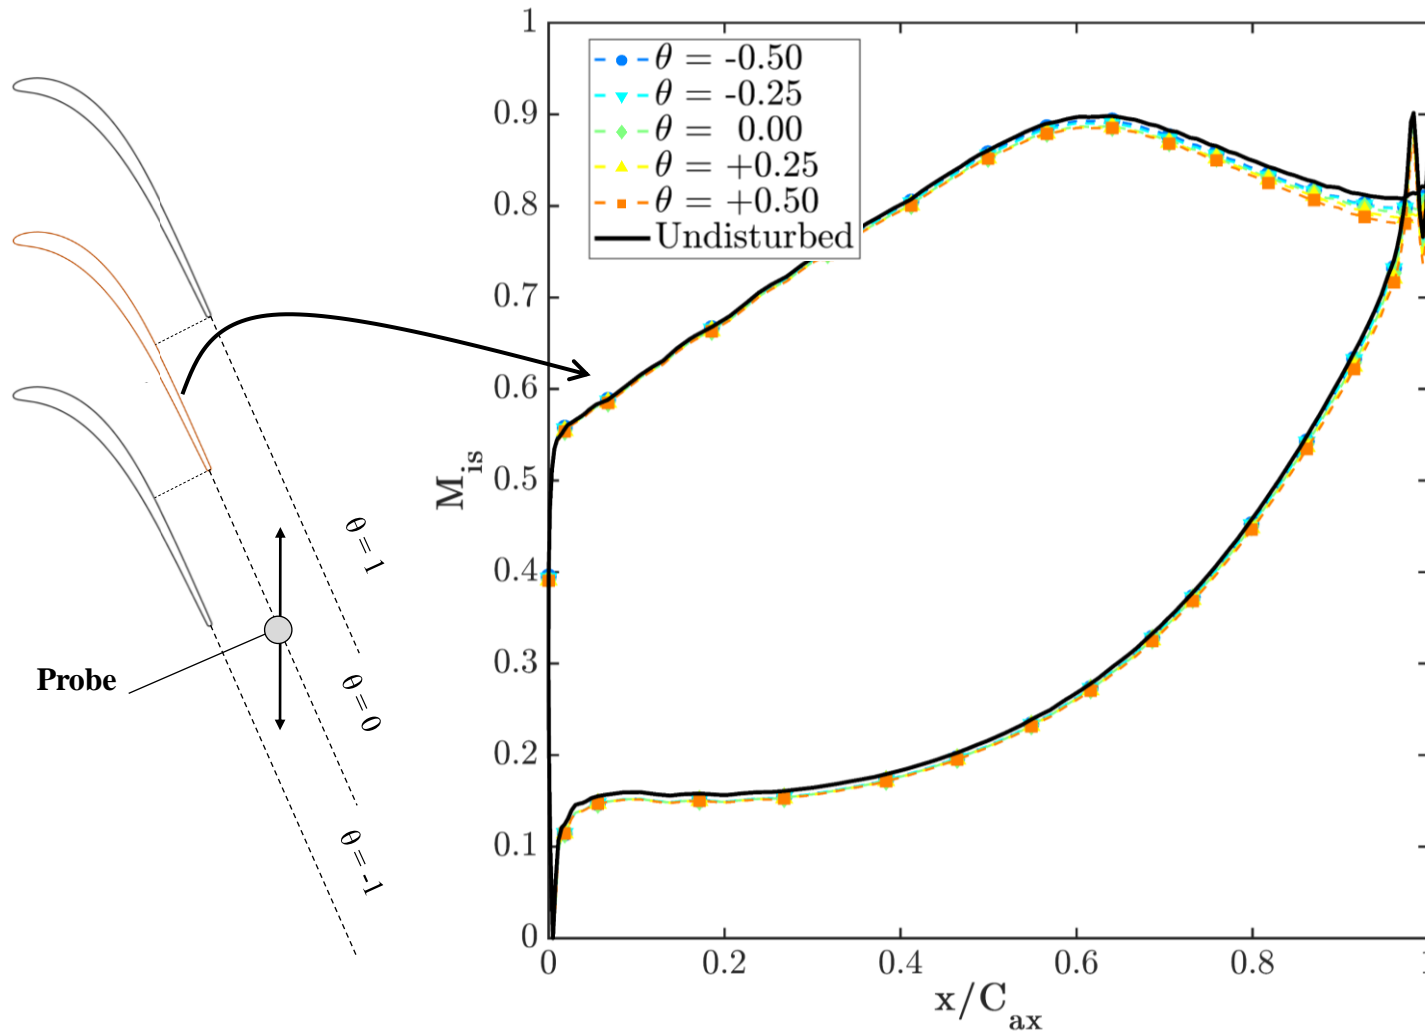 Probe
θ = 1
θ = 0
θ = -1
θ = -0.50
θ = -0.25
θ = 0.00
θ = +0.25
θ = +0.50
Undisturbed
M_is
1
0.9
0.8
0.7
0.6
0.5
0.4
0.3
0.2
0.1
0
0 0.2 0.4 0.6 0.8
x/C_ax